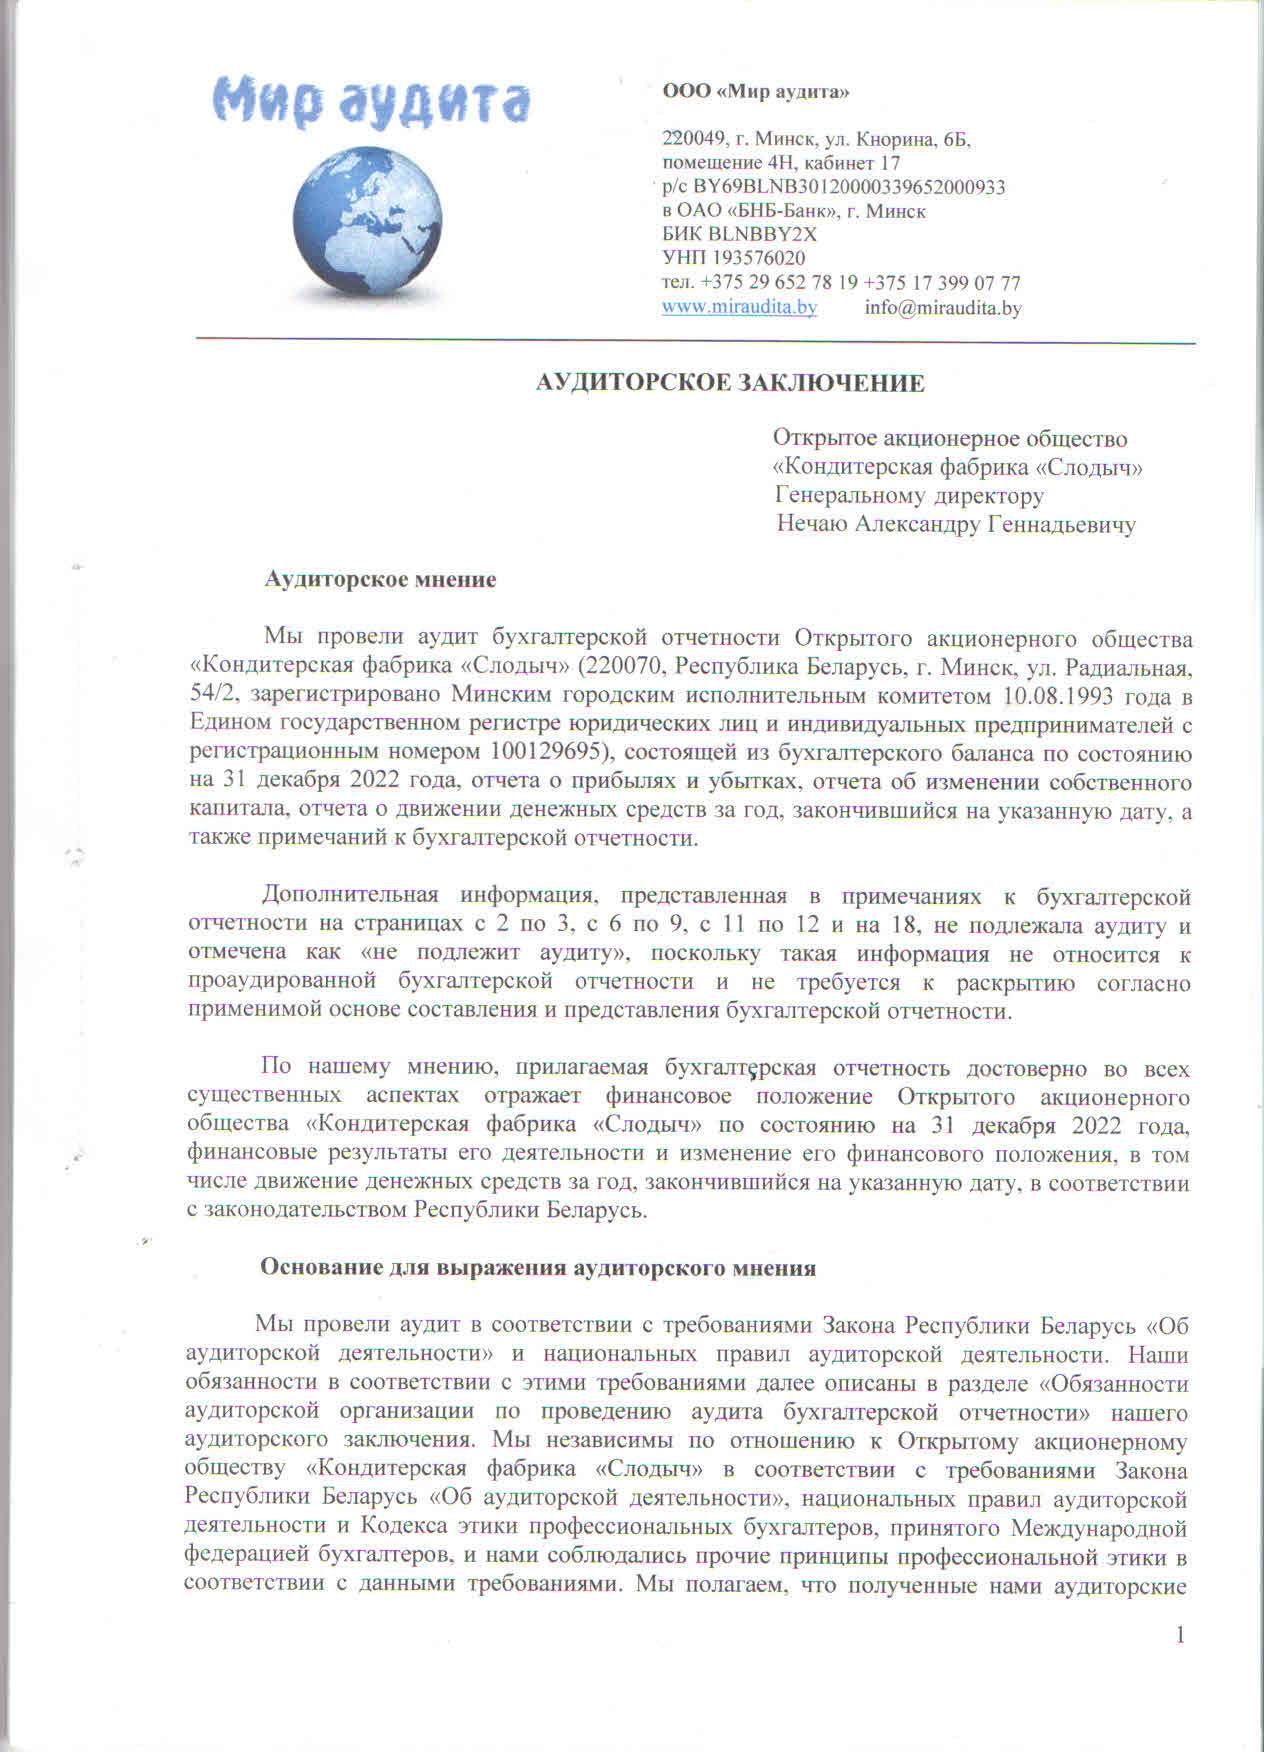 Мир аудита
ООО «Мир аудита»
220049, г. Минск, ул. Кнорина, 6Б,
помещение 4Н, кабинет 17
р/с BY69BLNB30120000339652000933
в ОАО «БНБ-Банк», г. Минск
БИК BLNBBY2X
УНП 193576020
тел. +375 29 652 78 19 +375 17 399 07 77
www.miraudita.by info@miraudita.by
АУДИТОРСКОЕ ЗАКЛЮЧЕНИЕ
Открытое акционерное общество
«Кондитерская фабрика «Слодыч»
Генеральному директору
Нечаю Александру Геннадьевичу
Аудиторское мнение
Мы провели аудит бухгалтерской отчетности Открытого акционерного общества
«Кондитерская фабрика «Слодыч» (220070, Республика Беларусь, г. Минск, ул. Радиальная,
54/2, зарегистрировано Минским городским исполнительным комитетом 10.08.1993 года в
Едином государственном регистре юридических лиц и индивидуальных предпринимателей с
регистрационным номером 100129695), состоящей из бухгалтерского баланса по состоянию
на 31 декабря 2022 года, отчета о прибылях и убытках, отчета об изменении собственного
капитала, отчета о движении денежных средств за год, закончившийся на указанную дату, а
также примечаний к бухгалтерской отчетности.
Дополнительная информация, представленная в примечаниях к бухгалтерской
отчетности на страницах с 2 по 3, с 6 по 9, с 11 по 12 и на 18, не подлежала аудиту и
отмечена как «не подлежит аудиту», поскольку такая информация не относится к
проаудированной бухгалтерской отчетности и не требуется к раскрытию согласно
применимой основе составления и представления бухгалтерской отчетности.
По нашему мнению, прилагаемая бухгалтерская отчетность достоверно во всех
существенных аспектах отражает финансовое положение Открытого акционерного
общества «Кондитерская фабрика «Слодыч» по состоянию на 31 декабря 2022 года,
финансовые результаты его деятельности и изменение его финансового положения, в том
числе движение денежных средств за год, закончившийся на указанную дату, в соответствии
с законодательством Республики Беларусь.
Основание для выражения аудиторского мнения
Мы провели аудит в соответствии с требованиями Закона Республики Беларусь «Об
аудиторской деятельности» и национальных правил аудиторской деятельности. Наши
обязанности в соответствии с этими требованиями далее описаны в разделе «Обязанности
аудиторской организации по проведению аудита бухгалтерской отчетности» нашего
аудиторского заключения. Мы независимы по отношению к Открытому акционерному
обществу «Кондитерская фабрика «Слодыч» в соответствии с требованиями Закона
Республики Беларусь «Об аудиторской деятельности», национальных правил аудиторской
деятельности и Кодекса этики профессиональных бухгалтеров, принятого Международной
федерацией бухгалтеров, и нами соблюдались прочие принципы профессиональной этики в
соответствии с данными требованиями. Мы полагаем, что полученные нами аудиторские
1